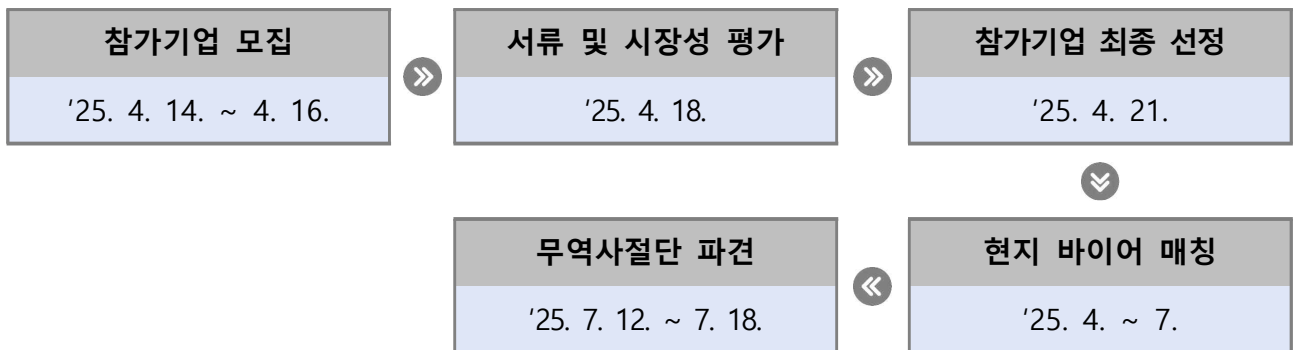 참가기업 모집
'25. 4. 14. ~ 4. 16.
서류 및 시장성 평가
'25. 4. 18.
참가기업 최종 선정
'25. 4. 21.
현지 바이어 매칭
'25. 4. ~ 7.
무역사절단 파견
'25. 7. 12. ~ 7. 18.